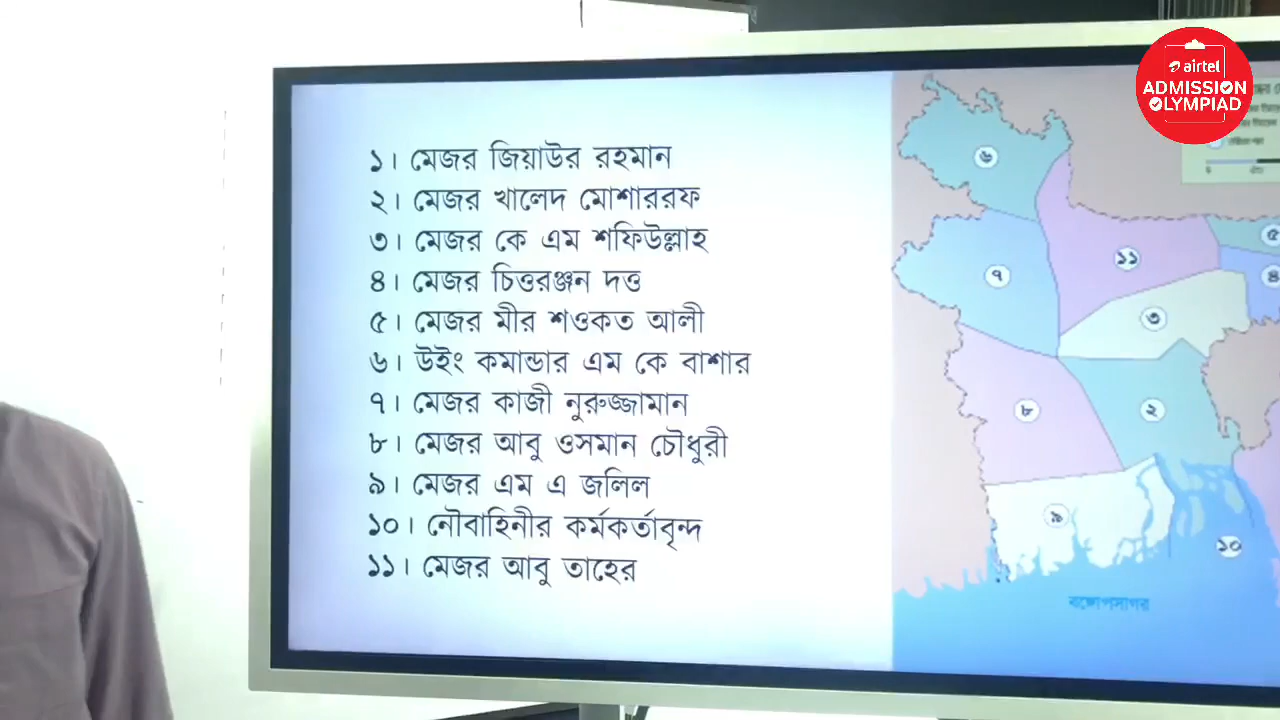 airtel
ADMISSION
OLYMPIAD
১। মেজর জিয়াউর রহমান
২। মেজর খালেদ মোশাররফ
৩। মেজর কে এম শফিউল্লাহ
৪। মেজর চিত্তরঞ্জন দত্ত
৫। মেজর মীর শওকত আলী
৬। উইং কমান্ডার এম কে বাশার
৭। মেজর কাজী নুরুজ্জামান
৮। মেজর আবু ওসমান চৌধুরী
৯। মেজর এম এ জলিল
১০। নৌবাহিনীর কর্মকর্তাবৃন্দ
১১। মেজর আবু তাহের
৬
৫
১১
৭
৪
৩
৮
২
৯
১০
বঙ্গোপসাগর